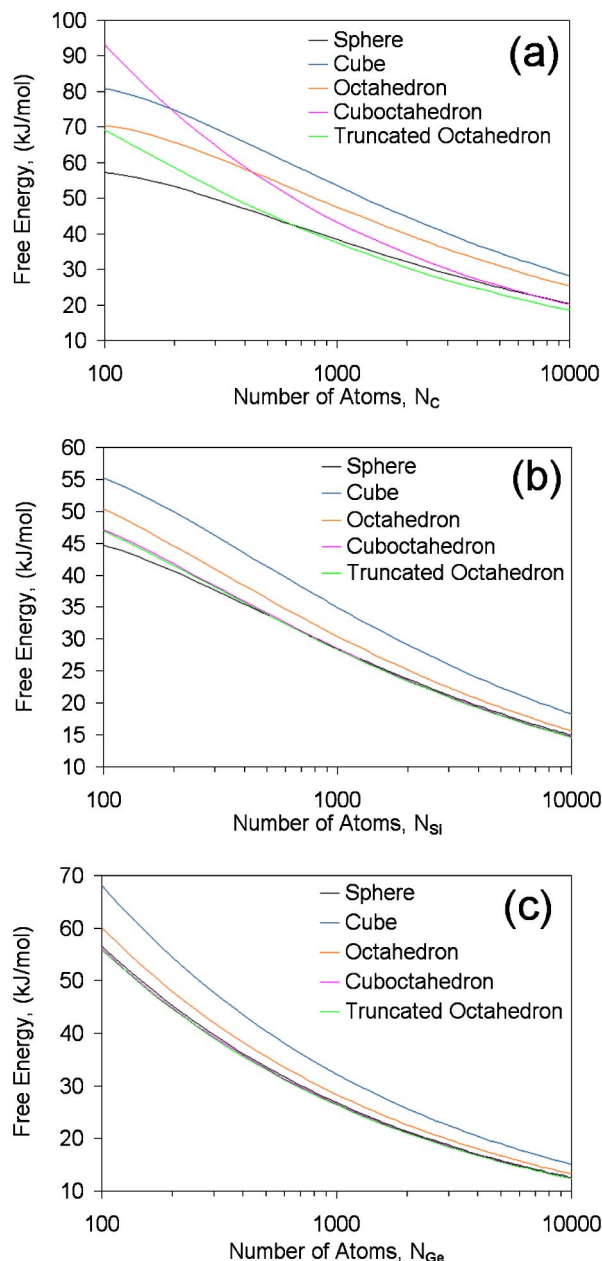 (a)
Free Energy, (kJ/mol)
100
90
80
70
60
50
40
30
20
10
Sphere
Cube
Octahedron
Cuboctahedron
Truncated Octahedron
100 1000 10000
Number of Atoms, N_C
(b)
Free Energy, (kJ/mol)
60
55
50
45
40
35
30
25
20
15
10
Sphere
Cube
Octahedron
Cuboctahedron
Truncated Octahedron
100 1000 10000
Number of Atoms, N_Si
(c)
Free Energy, (kJ/mol)
70
60
50
40
30
20
10
Sphere
Cube
Octahedron
Cuboctahedron
Truncated Octahedron
100 1000 10000
Number of Atoms, N_Ge